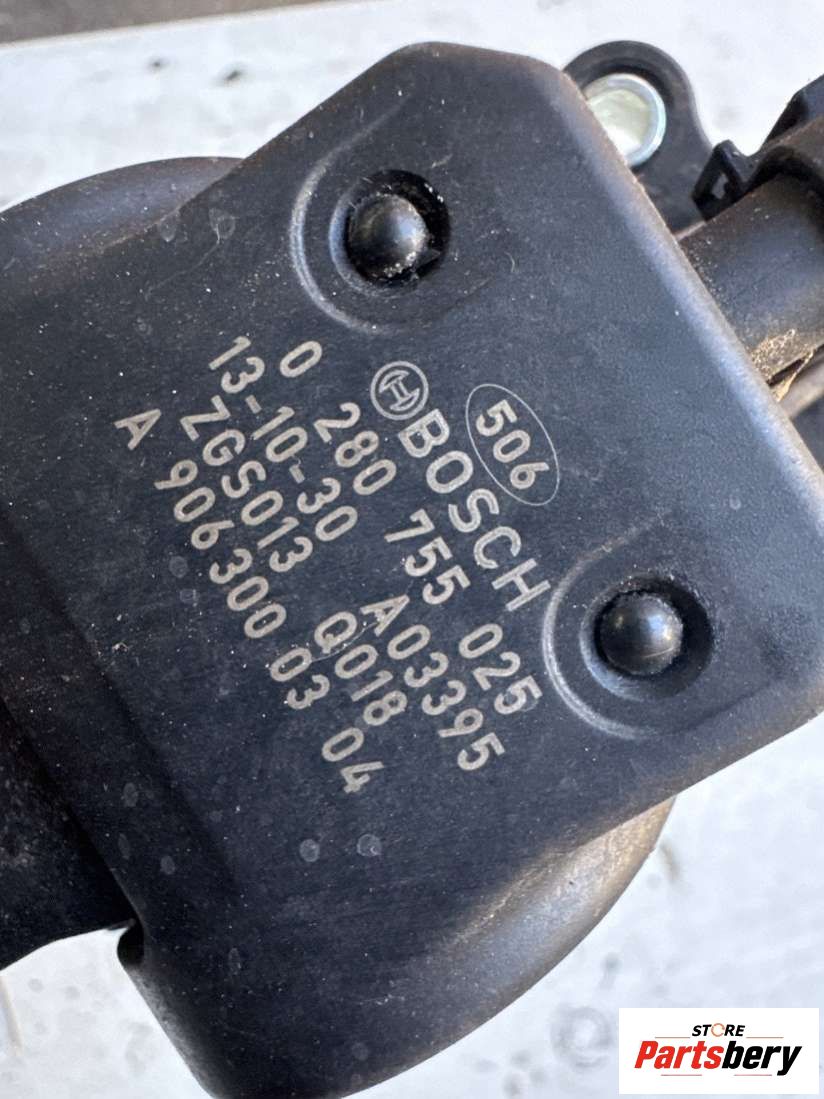 506
BOSCH
0 280 755 025
13-10-30 A03395
ZGS013 Q018
A 906 300 03 04
STORE
Partsbery